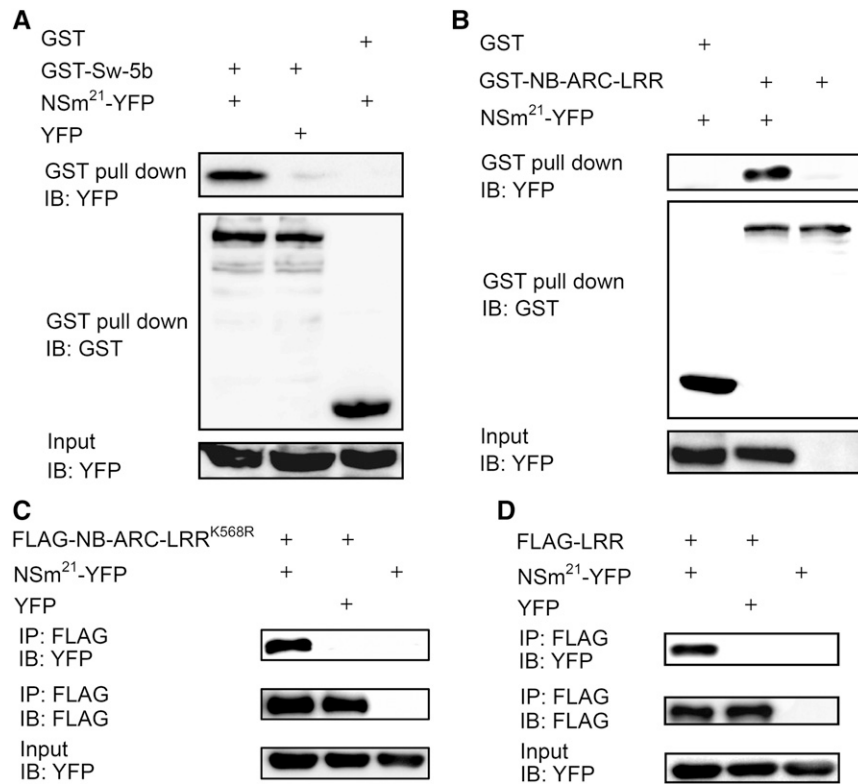 A
GST +
GST-Sw-5b + +
NSm²¹-YFP + +
YFP +
GST pull down
IB: YFP
GST pull down
IB: GST
Input
IB: YFP
B
GST +
GST-NB-ARC-LRR + +
NSm²¹-YFP + +
GST pull down
IB: YFP
GST pull down
IB: GST
Input
IB: YFP
C
FLAG-NB-ARC-LRRᴷ⁵⁶⁸ᴿ + +
NSm²¹-YFP + +
YFP +
IP: FLAG
IB: YFP
IP: FLAG
IB: FLAG
Input
IB: YFP
D
FLAG-LRR + +
NSm²¹-YFP + +
YFP +
IP: FLAG
IB: YFP
IP: FLAG
IB: FLAG
Input
IB: YFP